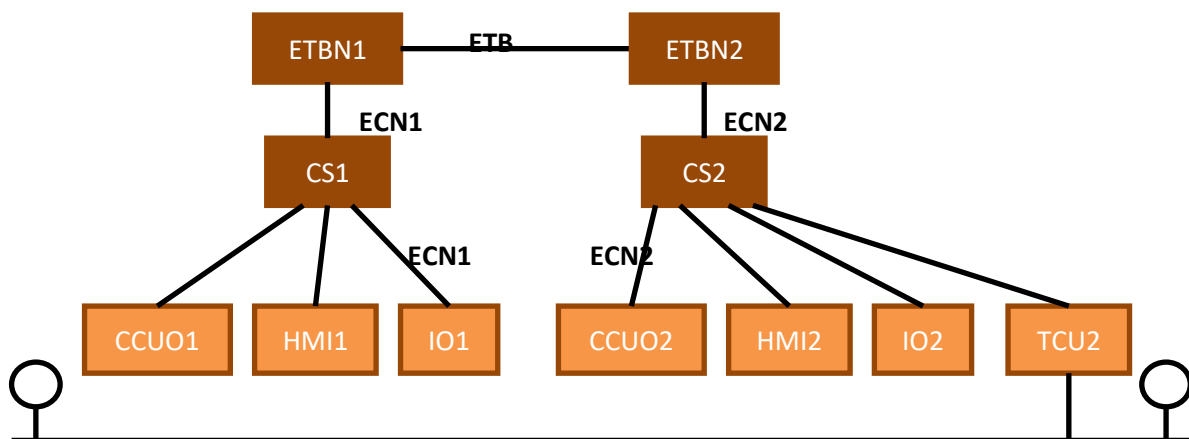 ETBN1
ETB
ETBN2
ECN1
ECN2
CS1
CS2
ECN1
ECN2
CCUO1
HMI1
IO1
CCUO2
HMI2
IO2
TCU2